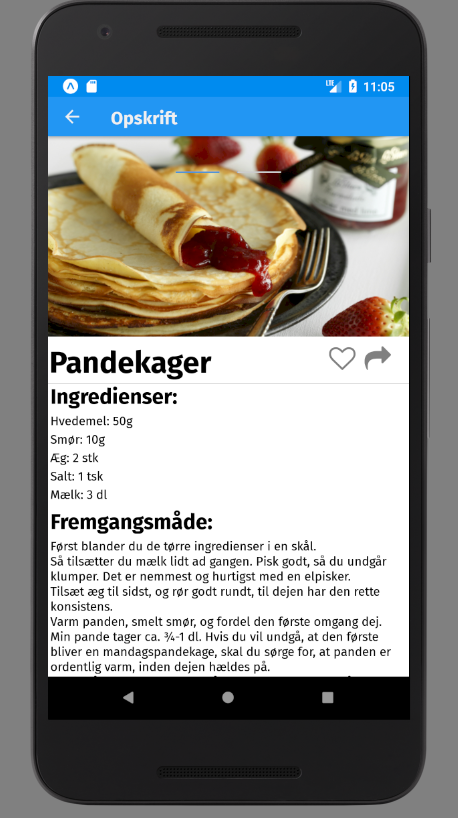 LTE 11:05
Opskrift
Pandekager
Ingredienser:
Hvedemel: 50g
Smør: 10g
Æg: 2 stk
Salt: 1 tsk
Mælk: 3 dl
Fremgangsmåde:
Først blander du de tørre ingredienser i en skål.
Så tilsætter du mælk lidt ad gangen. Pisk godt, så du undgår
klumper. Det er nemmest og hurtigst med en elpisker.
Tilsæt æg til sidst, og rør godt rundt, til dejen har den rette
konsistens.
Varm panden, smelt smør, og fordel den første omgang dej.
Min pande tager ca. ¾-1 dl. Hvis du vil undgå, at den første
bliver en mandagspandekage, skal du sørge for, at panden er
ordentlig varm, inden dejen hældes på.